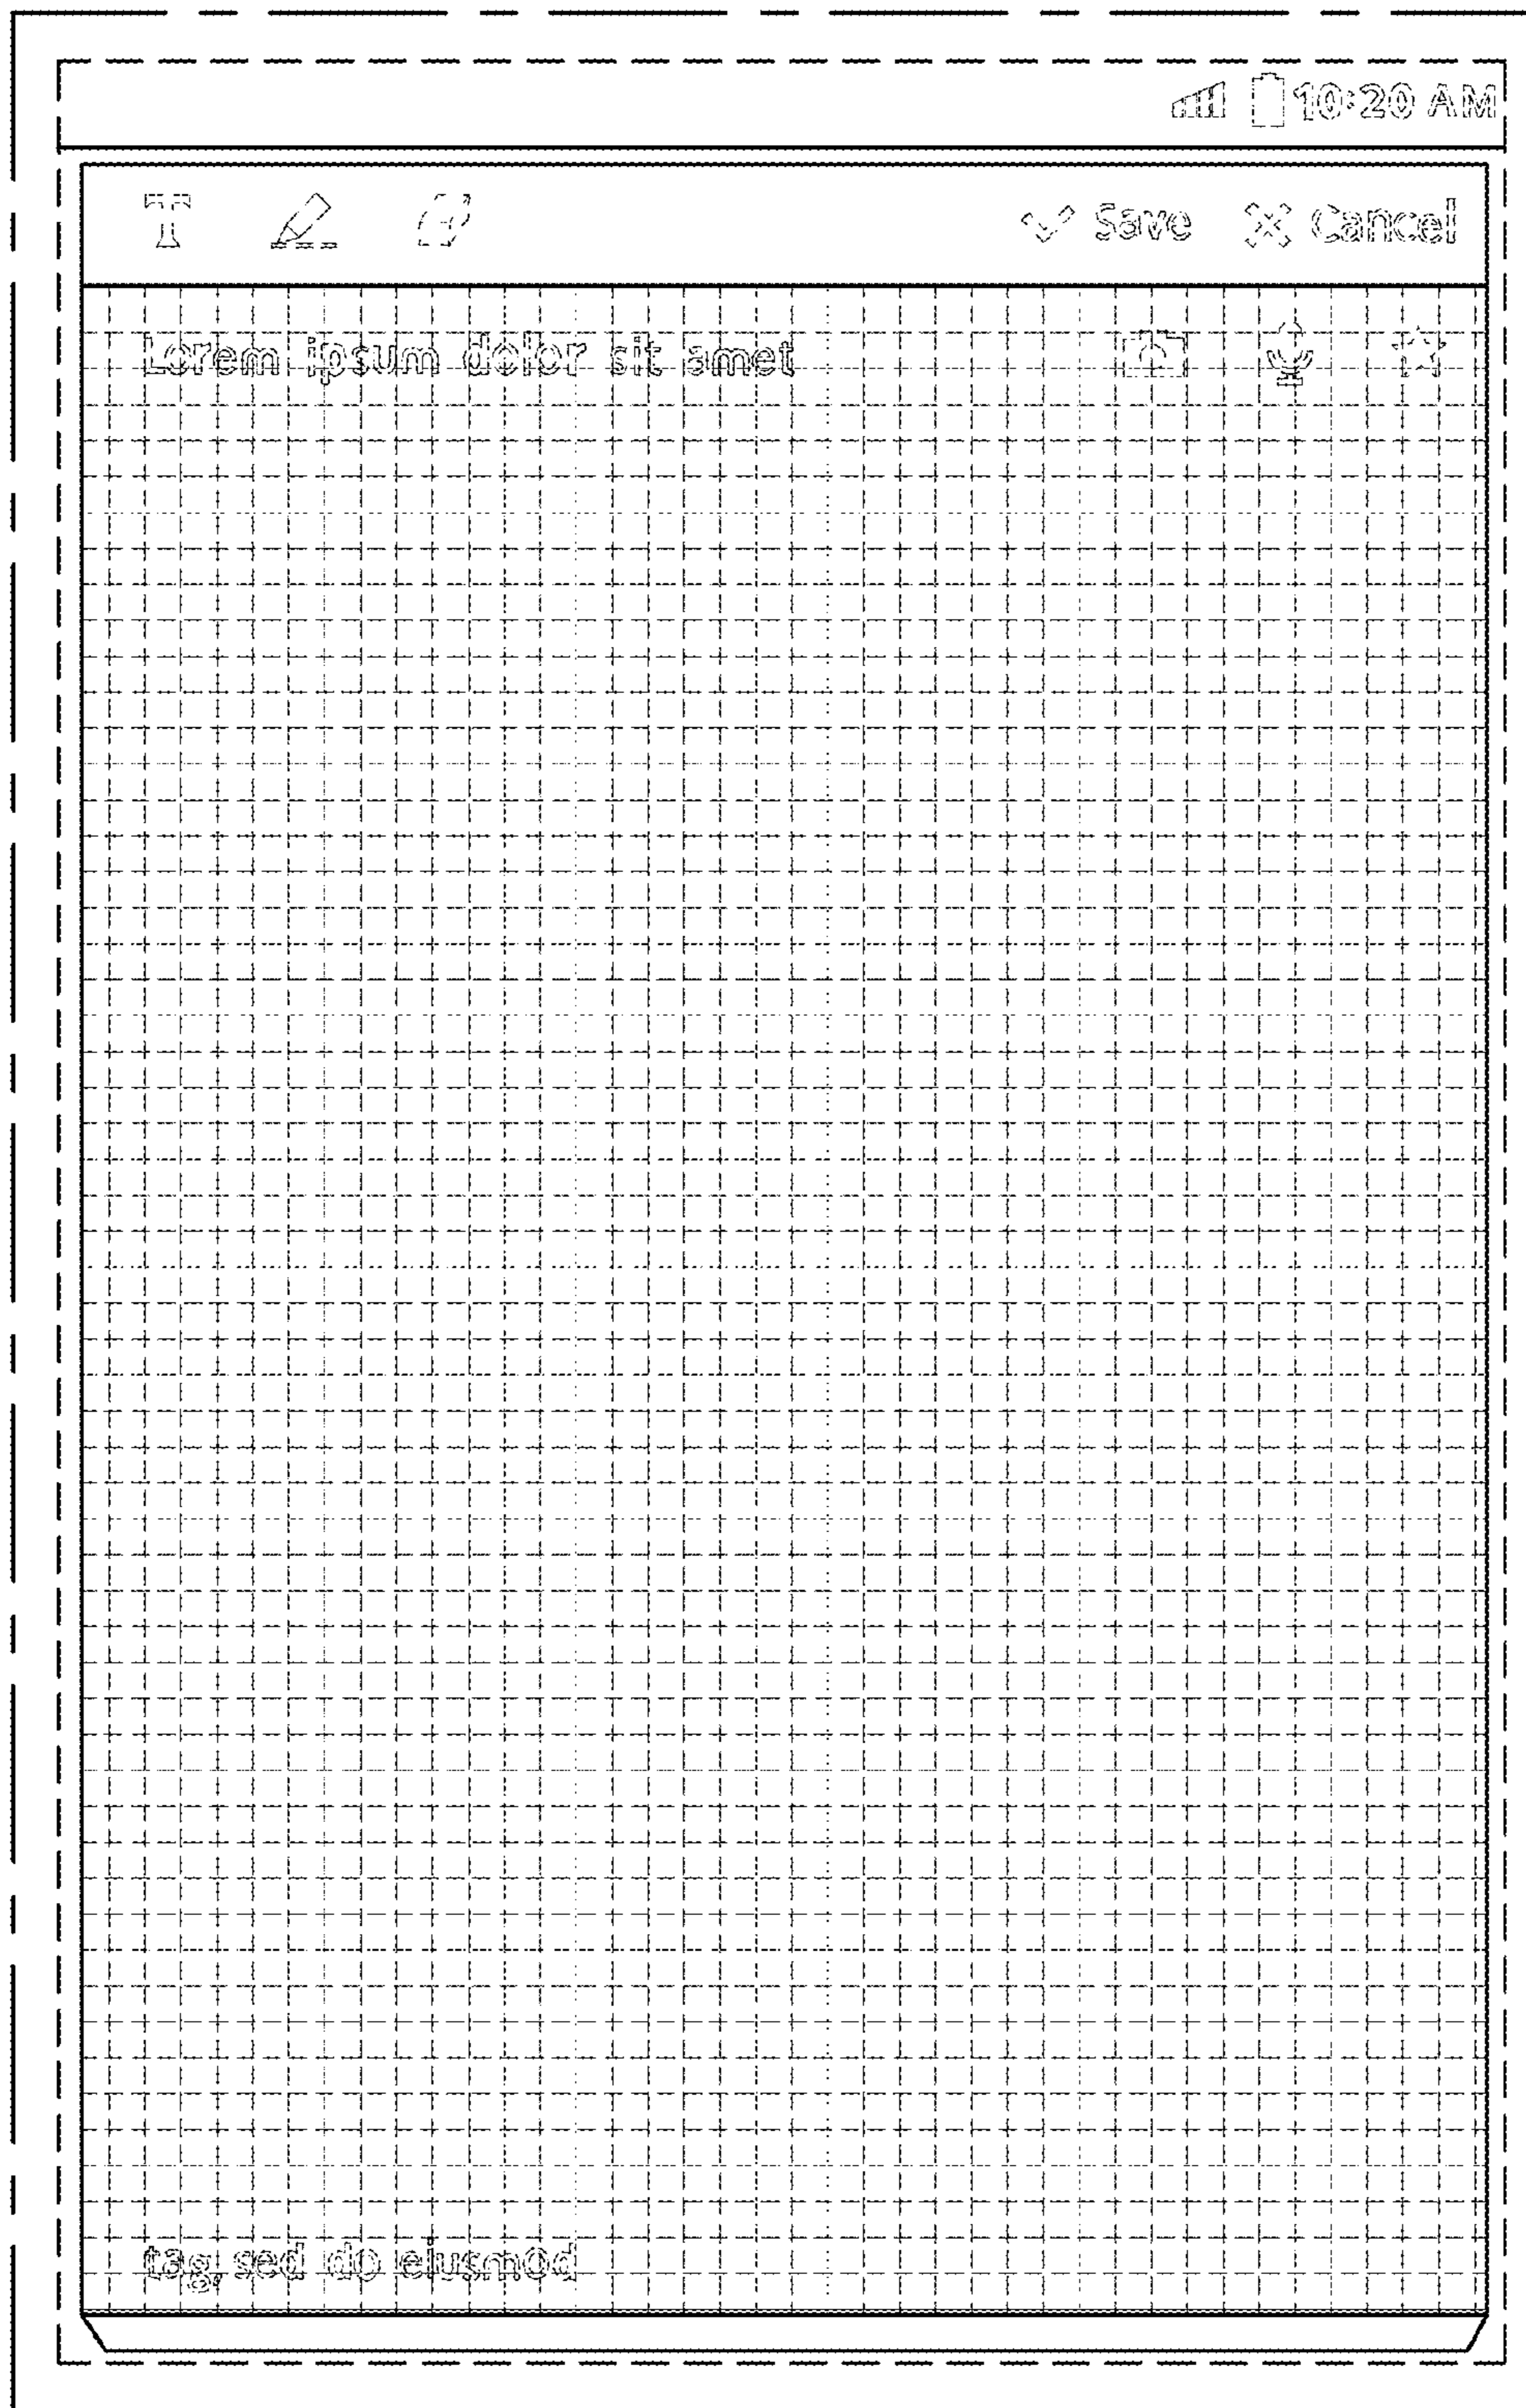 10:20 AM
T Save Cancel
Lorem ipsum dolor sit amet
tag, sed do eiusmod